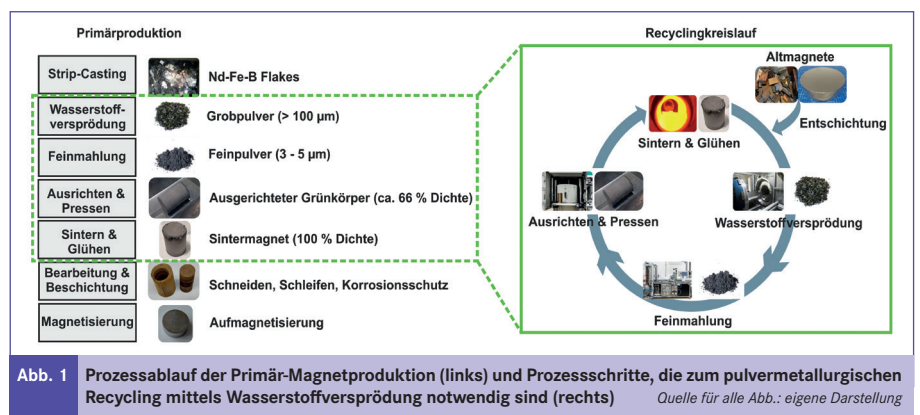 Primärproduktion
Strip-Casting
Nd-Fe-B Flakes
Wasserstoff-
versprödung
Grobpulver (> 100 µm)
Feinmahlung
Feinpulver (3 - 5 µm)
Ausrichten &
Pressen
Ausgerichteter Grünkörper (ca. 66 % Dichte)
Sintern &
Glühen
Sintermagnet (100 % Dichte)
Bearbeitung &
Beschichtung
Schneiden, Schleifen, Korrosionsschutz
Magnetisierung
Aufmagnetisierung
Recyclingkreislauf
Altmagnete
Entschichtung
Sintern & Glühen
Ausrichten & Pressen
Wasserstoffversprödung
Feinmahlung
Abb. 1
Prozessablauf der Primär-Magnetproduktion (links) und Prozessschritte, die zum pulvermetallurgischen
Recycling mittels Wasserstoffversprödung notwendig sind (rechts)
Quelle für alle Abb.: eigene Darstellung